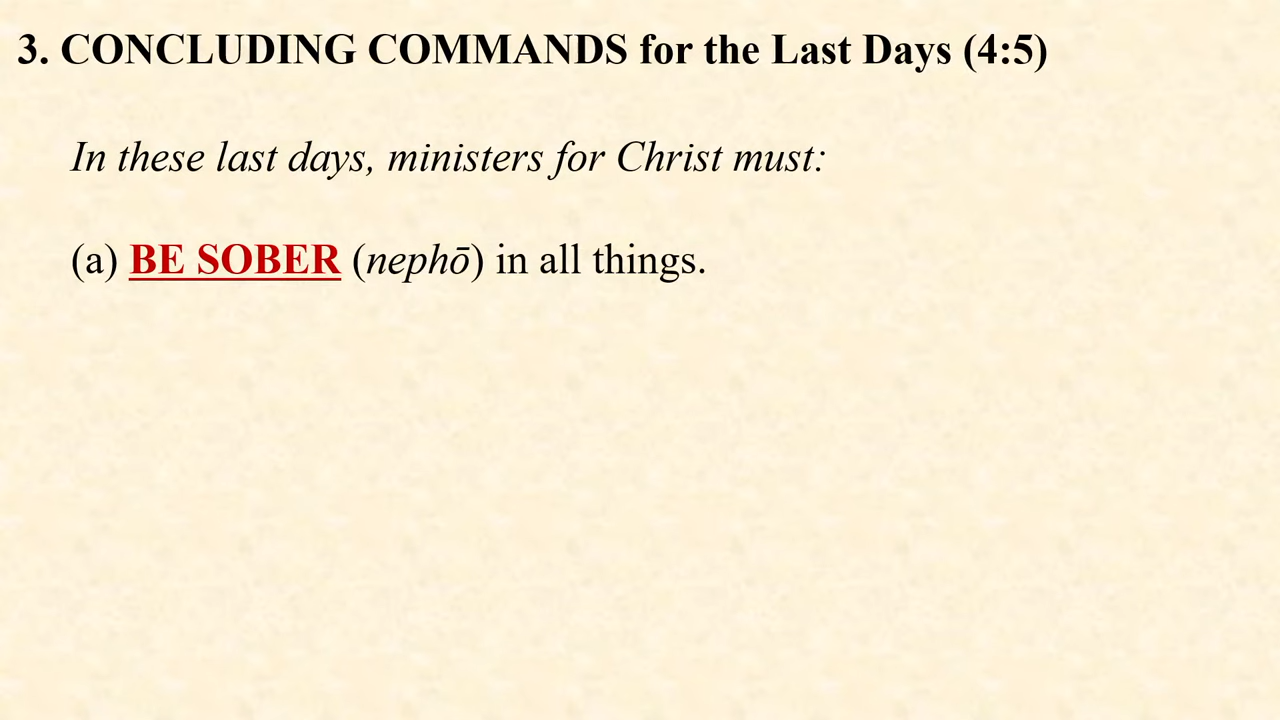 3. CONCLUDING COMMANDS for the Last Days (4:5)
In these last days, ministers for Christ must:
(a) BE SOBER (nephō) in all things.